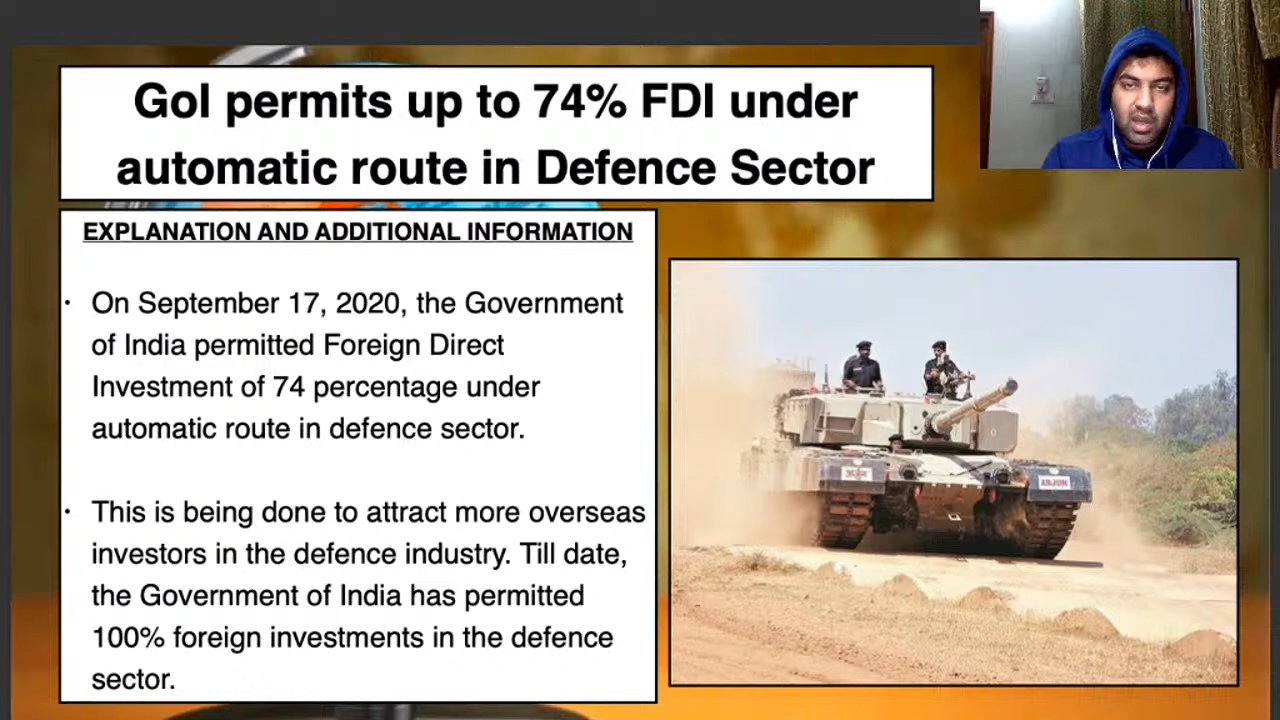 GoI permits up to 74% FDI under
automatic route in Defence Sector
EXPLANATION AND ADDITIONAL INFORMATION
· On September 17, 2020, the Government
of India permitted Foreign Direct
Investment of 74 percentage under
automatic route in defence sector.
· This is being done to attract more overseas
investors in the defence industry. Till date,
the Government of India has permitted
100% foreign investments in the defence
sector.
ARJUN